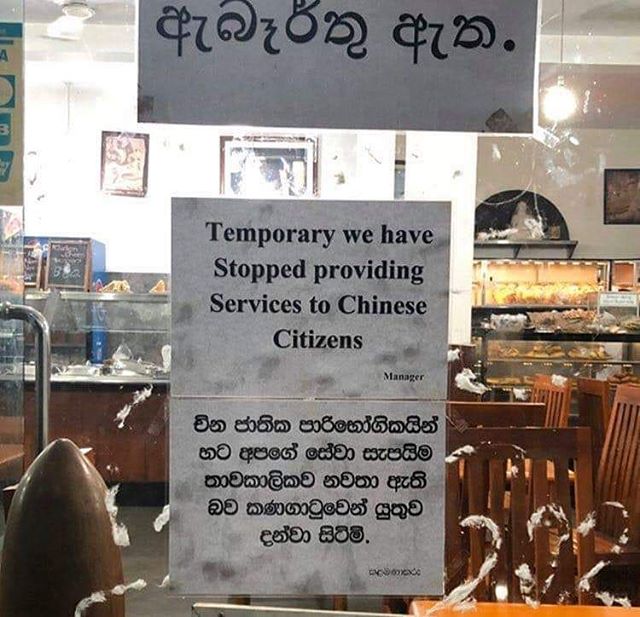 ඇබෑර්තු ඇත.
Temporary we have
Stopped providing
Services to Chinese
Citizens
Manager
චීන ජාතික පාරිභෝගිකයින්
හට අපගේ සේවා සැපයීම
තාවකාලිකව නවතා ඇති
බව කණගාටුවෙන් යුතුව
දන්වා සිටිමි.
කළමණාකරු